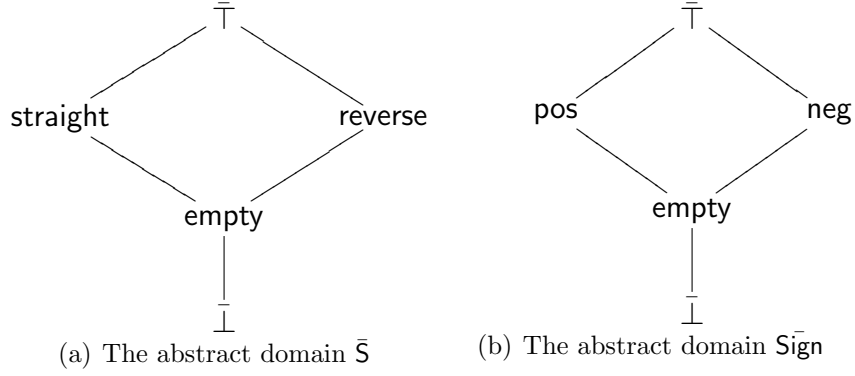 ⊤̄ ⊤̄
straight reverse pos neg
empty empty
⊥̄ ⊥̄
(a) The abstract domain S̄ (b) The abstract domain Sign̄